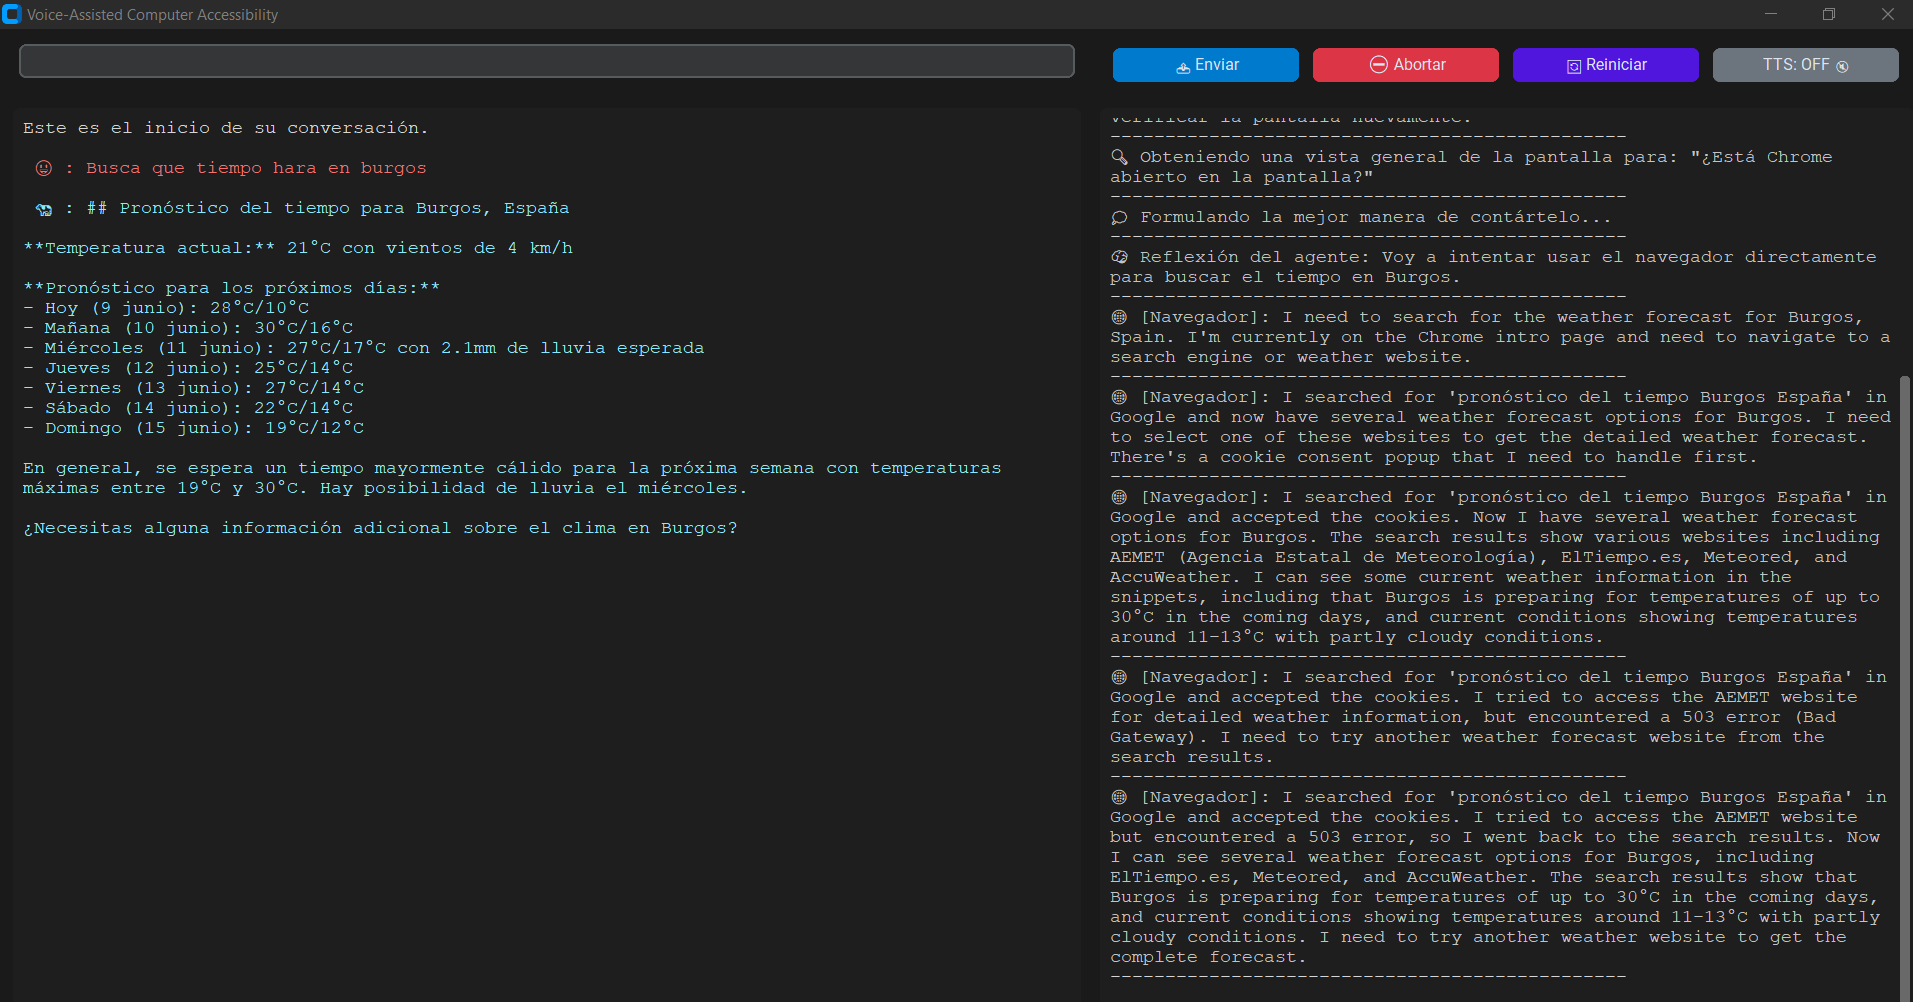 Voice-Assisted Computer Accessibility
Enviar
Abortar
Reiniciar
TTS: OFF
Este es el inicio de su conversación.
: Busca que tiempo hara en burgos
: ## Pronóstico del tiempo para Burgos, España
**Temperatura actual:** 21°C con vientos de 4 km/h
**Pronóstico para los próximos días:**
- Hoy (9 junio): 28°C/10°C
- Mañana (10 junio): 30°C/16°C
- Miércoles (11 junio): 27°C/17°C con 2.1mm de lluvia esperada
- Jueves (12 junio): 25°C/14°C
- Viernes (13 junio): 27°C/14°C
- Sábado (14 junio): 22°C/14°C
- Domingo (15 junio): 19°C/12°C
En general, se espera un tiempo mayormente cálido para la próxima semana con temperaturas
máximas entre 19°C y 30°C. Hay posibilidad de lluvia el miércoles.
¿Necesitas alguna información adicional sobre el clima en Burgos?
verificar la pantalla nuevamente.
-----------------------------------------------
Obteniendo una vista general de la pantalla para: "¿Está Chrome
abierto en la pantalla?"
-----------------------------------------------
Formulando la mejor manera de contártelo...
-----------------------------------------------
Reflexión del agente: Voy a intentar usar el navegador directamente
para buscar el tiempo en Burgos.
-----------------------------------------------
[Navegador]: I need to search for the weather forecast for Burgos,
Spain. I'm currently on the Chrome intro page and need to navigate to a
search engine or weather website.
-----------------------------------------------
[Navegador]: I searched for 'pronóstico del tiempo Burgos España' in
Google and now have several weather forecast options for Burgos. I need
to select one of these websites to get the detailed weather forecast.
There's a cookie consent popup that I need to handle first.
-----------------------------------------------
[Navegador]: I searched for 'pronóstico del tiempo Burgos España' in
Google and accepted the cookies. Now I have several weather forecast
options for Burgos. The search results show various websites including
AEMET (Agencia Estatal de Meteorología), ElTiempo.es, Meteored, and
AccuWeather. I can see some current weather information in the
snippets, including that Burgos is preparing for temperatures of up to
30°C in the coming days, and current conditions showing temperatures
around 11-13°C with partly cloudy conditions.
-----------------------------------------------
[Navegador]: I searched for 'pronóstico del tiempo Burgos España' in
Google and accepted the cookies. I tried to access the AEMET website
for detailed weather information, but encountered a 503 error (Bad
Gateway). I need to try another weather forecast website from the
search results.
-----------------------------------------------
[Navegador]: I searched for 'pronóstico del tiempo Burgos España' in
Google and accepted the cookies. I tried to access the AEMET website
but encountered a 503 error, so I went back to the search results. Now
I can see several weather forecast options for Burgos, including
ElTiempo.es, Meteored, and AccuWeather. The search results show that
Burgos is preparing for temperatures of up to 30°C in the coming days,
and current conditions showing temperatures around 11-13°C with partly
cloudy conditions. I need to try another weather website to get the
complete forecast.
-----------------------------------------------